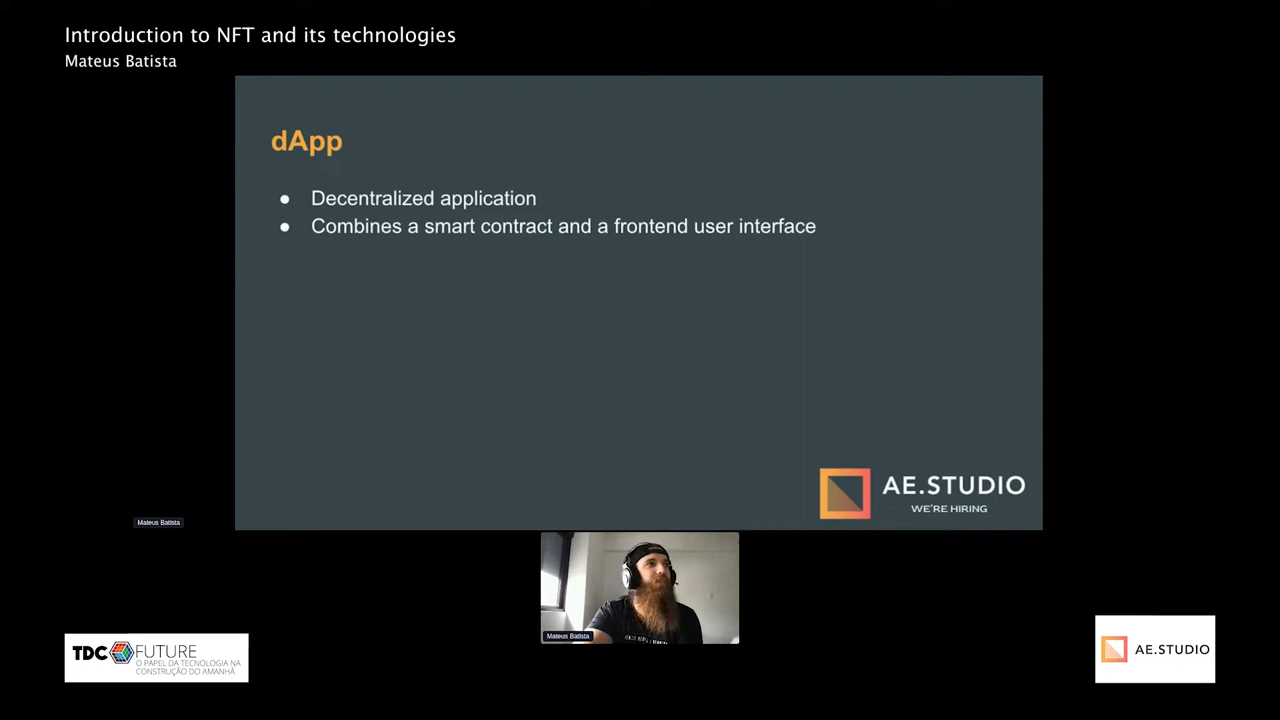 Introduction to NFT and its technologies
Mateus Batista
dApp
● Decentralized application
● Combines a smart contract and a frontend user interface
AE.STUDIO
WE'RE HIRING
Mateus Batista
Mateus Batista
TDC FUTURE
O PAPEL DA TECNOLOGIA NA
CONSTRUÇÃO DO AMANHÃ
AE.STUDIO